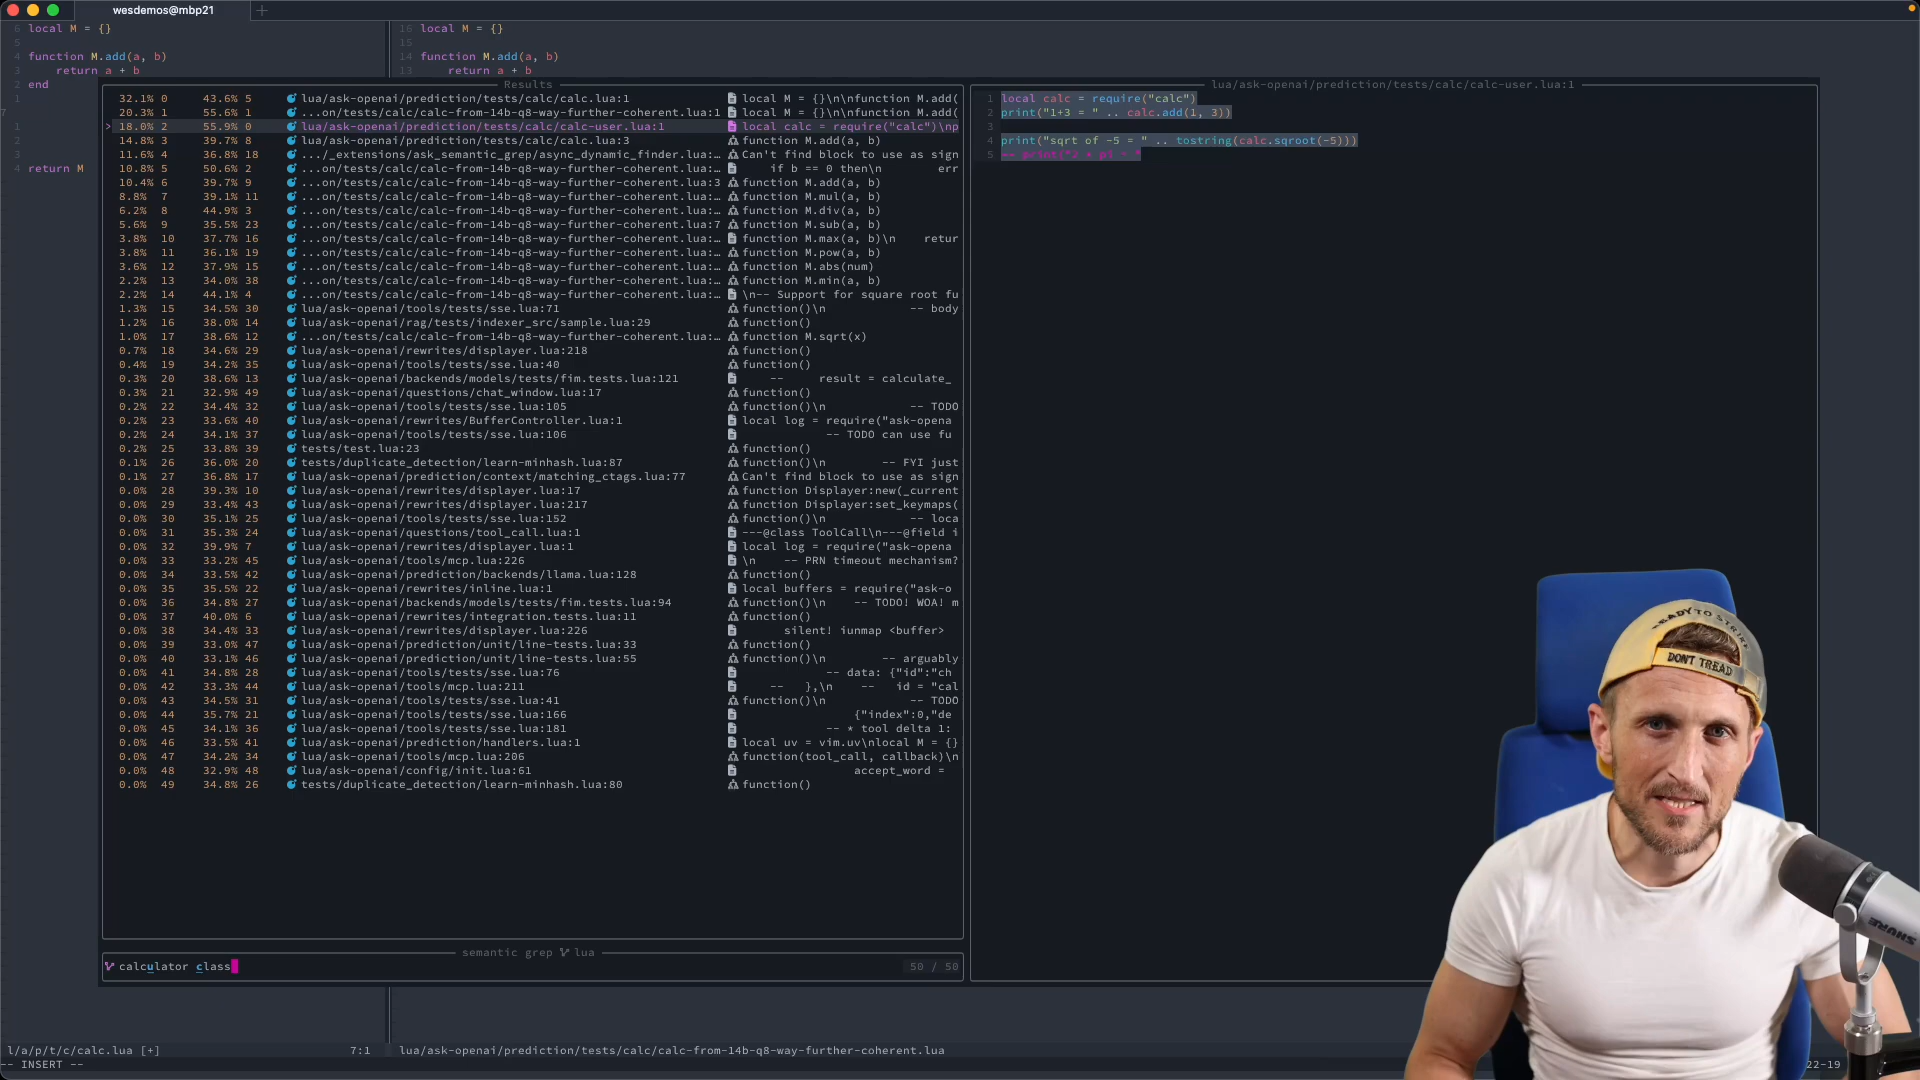 wesdemos@mbp21
6 local M = {}
5
4 function M.add(a, b)
3 return a + b
2 end
1
7
1
2
3
4 return M
16 local M = {}
15
14 function M.add(a, b)
13 return a + b
Results
32.1% 0 43.6% 5 lua/ask-openai/prediction/tests/calc/calc.lua:1 local M = {}\n\nfunction M.add(
20.3% 1 55.6% 1 ...on/tests/calc/calc-from-14b-q8-way-further-coherent.lua:1 local M = {}\n\nfunction M.add(
> 18.0% 2 55.9% 0 lua/ask-openai/prediction/tests/calc/calc-user.lua:1 local calc = require("calc")\np
14.8% 3 39.7% 8 lua/ask-openai/prediction/tests/calc/calc.lua:3 function M.add(a, b)
11.6% 4 36.8% 18 .../_extensions/ask_semantic_grep/async_dynamic_finder.lua:… Can't find block to use as sign
10.8% 5 50.6% 2 ...on/tests/calc/calc-from-14b-q8-way-further-coherent.lua:… if b == 0 then\n err
10.4% 6 39.7% 9 ...on/tests/calc/calc-from-14b-q8-way-further-coherent.lua:3 function M.add(a, b)
8.8% 7 39.1% 11 ...on/tests/calc/calc-from-14b-q8-way-further-coherent.lua:… function M.mul(a, b)
6.2% 8 44.9% 3 ...on/tests/calc/calc-from-14b-q8-way-further-coherent.lua:… function M.div(a, b)
5.6% 9 35.5% 23 ...on/tests/calc/calc-from-14b-q8-way-further-coherent.lua:7 function M.sub(a, b)
3.8% 10 37.7% 16 ...on/tests/calc/calc-from-14b-q8-way-further-coherent.lua:… function M.max(a, b)\n retur
3.8% 11 36.1% 19 ...on/tests/calc/calc-from-14b-q8-way-further-coherent.lua:… function M.pow(a, b)
3.6% 12 37.9% 15 ...on/tests/calc/calc-from-14b-q8-way-further-coherent.lua:… function M.abs(num)
2.2% 13 34.0% 38 ...on/tests/calc/calc-from-14b-q8-way-further-coherent.lua:… function M.min(a, b)
2.2% 14 44.1% 4 ...on/tests/calc/calc-from-14b-q8-way-further-coherent.lua:… \n-- Support for square root fu
1.3% 15 34.5% 30 lua/ask-openai/tools/tests/sse.lua:71 function()\n -- body
1.2% 16 38.0% 14 lua/ask-openai/rag/tests/indexer_src/sample.lua:29 function()
1.0% 17 38.6% 12 ...on/tests/calc/calc-from-14b-q8-way-further-coherent.lua:… function M.sqrt(x)
0.7% 18 34.6% 29 lua/ask-openai/rewrites/displayer.lua:218 function()
0.4% 19 34.2% 35 lua/ask-openai/tools/tests/sse.lua:40 function()
0.3% 20 38.6% 13 lua/ask-openai/backends/models/tests/fim.tests.lua:121 -- result = calculate_
0.3% 21 32.9% 49 lua/ask-openai/questions/chat_window.lua:17 function()
0.2% 22 34.4% 32 lua/ask-openai/tools/tests/sse.lua:105 function()\n -- TODO
0.2% 23 33.6% 40 lua/ask-openai/rewrites/BufferController.lua:1 local log = require("ask-opena
0.2% 24 34.1% 37 lua/ask-openai/tools/tests/sse.lua:106 -- TODO can use fu
0.2% 25 33.8% 39 tests/test.lua:23 function()
0.1% 26 36.0% 20 tests/duplicate_detection/learn-minhash.lua:87 function()\n -- FYI just
0.1% 27 36.8% 17 lua/ask-openai/prediction/context/matching_ctags.lua:77 Can't find block to use as sign
0.0% 28 39.3% 10 lua/ask-openai/rewrites/displayer.lua:17 function Displayer:new(_current
0.0% 29 33.4% 43 lua/ask-openai/rewrites/displayer.lua:217 function Displayer:set_keymaps(
0.0% 30 35.1% 25 lua/ask-openai/tools/tests/sse.lua:152 function()\n -- loca
0.0% 31 35.3% 24 lua/ask-openai/questions/tool_call.lua:1 ---@class ToolCall\n---@field i
0.0% 32 39.9% 7 lua/ask-openai/rewrites/displayer.lua:1 local log = require("ask-opena
0.0% 33 33.2% 45 lua/ask-openai/tools/mcp.lua:226 \n -- PRN timeout mechanism?
0.0% 34 33.5% 42 lua/ask-openai/prediction/backends/llama.lua:128 function()
0.0% 35 35.5% 22 lua/ask-openai/rewrites/inline.lua:1 local buffers = require("ask-o
0.0% 36 34.8% 27 lua/ask-openai/backends/models/tests/fim.tests.lua:94 function()\n -- TODO! WOA! m
0.0% 37 40.0% 6 lua/ask-openai/rewrites/integration.tests.lua:11 function()
0.0% 38 34.4% 33 lua/ask-openai/rewrites/displayer.lua:226 silent! iunmap <buffer>
0.0% 39 33.0% 47 lua/ask-openai/prediction/unit/line-tests.lua:33 function()
0.0% 40 33.1% 46 lua/ask-openai/prediction/unit/line-tests.lua:55 function()\n -- arguably
0.0% 41 34.8% 28 lua/ask-openai/tools/tests/sse.lua:76 -- data: {"id":"ch
0.0% 42 33.3% 44 lua/ask-openai/tools/mcp.lua:211 -- },\n -- id = "cal
0.0% 43 34.5% 31 lua/ask-openai/tools/tests/sse.lua:41 function()\n -- TODO
0.0% 44 35.7% 21 lua/ask-openai/tools/tests/sse.lua:166 {"index":0,"de
0.0% 45 34.1% 36 lua/ask-openai/tools/tests/sse.lua:181 -- * tool delta 1:
0.0% 46 33.5% 41 lua/ask-openai/prediction/handlers.lua:1 local uv = vim.uv\nlocal M = {}
0.0% 47 34.2% 34 lua/ask-openai/tools/mcp.lua:206 function(tool_call, callback)\n
0.0% 48 32.9% 48 lua/ask-openai/config/init.lua:61 accept_word =
0.0% 49 34.8% 26 tests/duplicate_detection/learn-minhash.lua:80 function()
semantic grep lua
calculator class 50 / 50
lua/ask-openai/prediction/tests/calc/calc-user.lua:1
1 local calc = require("calc")
2 print("1+3 = " .. calc.add(1, 3))
3
4 print("sqrt of -5 = " .. tostring(calc.sqroot(-5)))
5 -- print("2 * pi = "
READY TO STRIKE
DONT TREAD
SHURE
l/a/p/t/c/calc.lua [+] 7:1 lua/ask-openai/prediction/tests/calc/calc-from-14b-q8-way-further-coherent.lua
-- INSERT -- 22-19